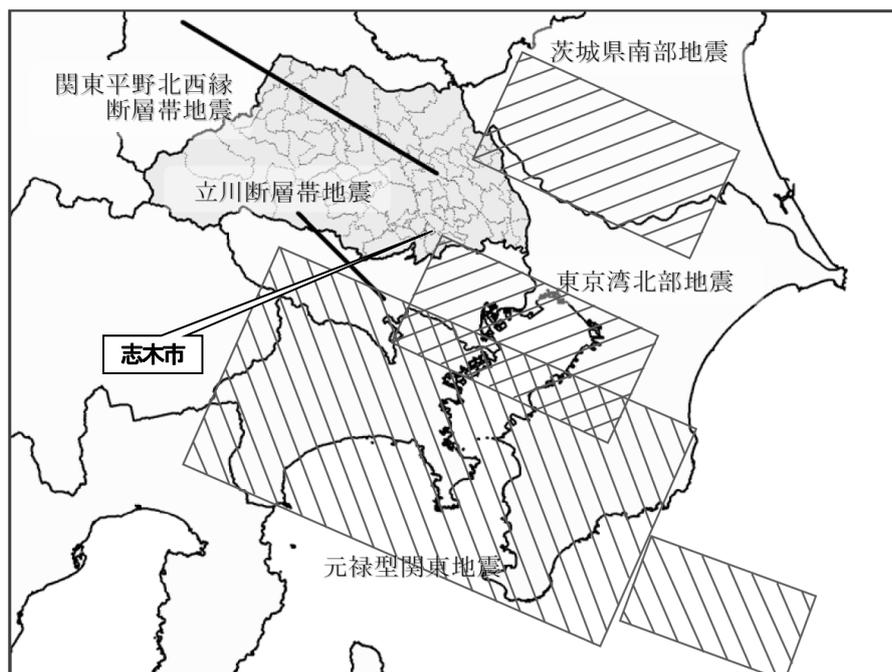 茨城県南部地震
関東平野北西縁
断層帯地震
立川断層帯地震
東京湾北部地震
志木市
元禄型関東地震